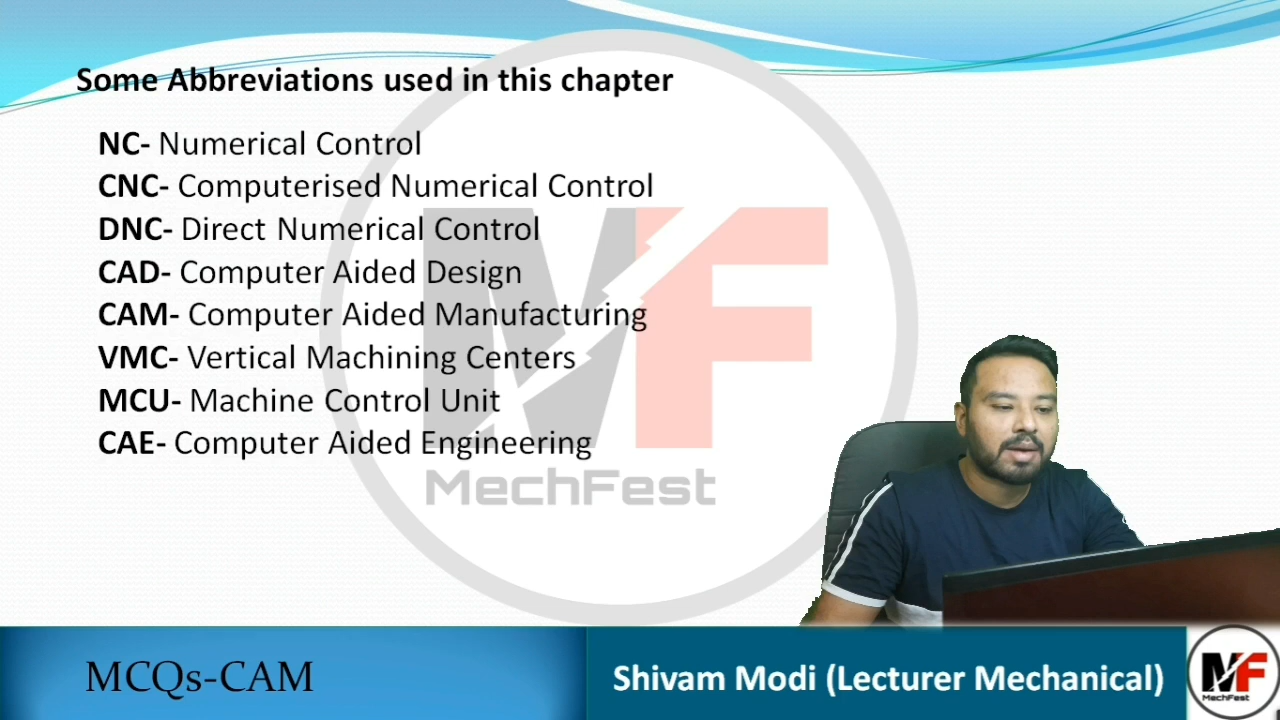 Some Abbreviations used in this chapter
NC- Numerical Control
CNC- Computerised Numerical Control
DNC- Direct Numerical Control
CAD- Computer Aided Design
CAM- Computer Aided Manufacturing
VMC- Vertical Machining Centers
MCU- Machine Control Unit
CAE- Computer Aided Engineering
MF
MechFest
MCQs-CAM
Shivam Modi (Lecturer Mechanical)
MF
MechFest